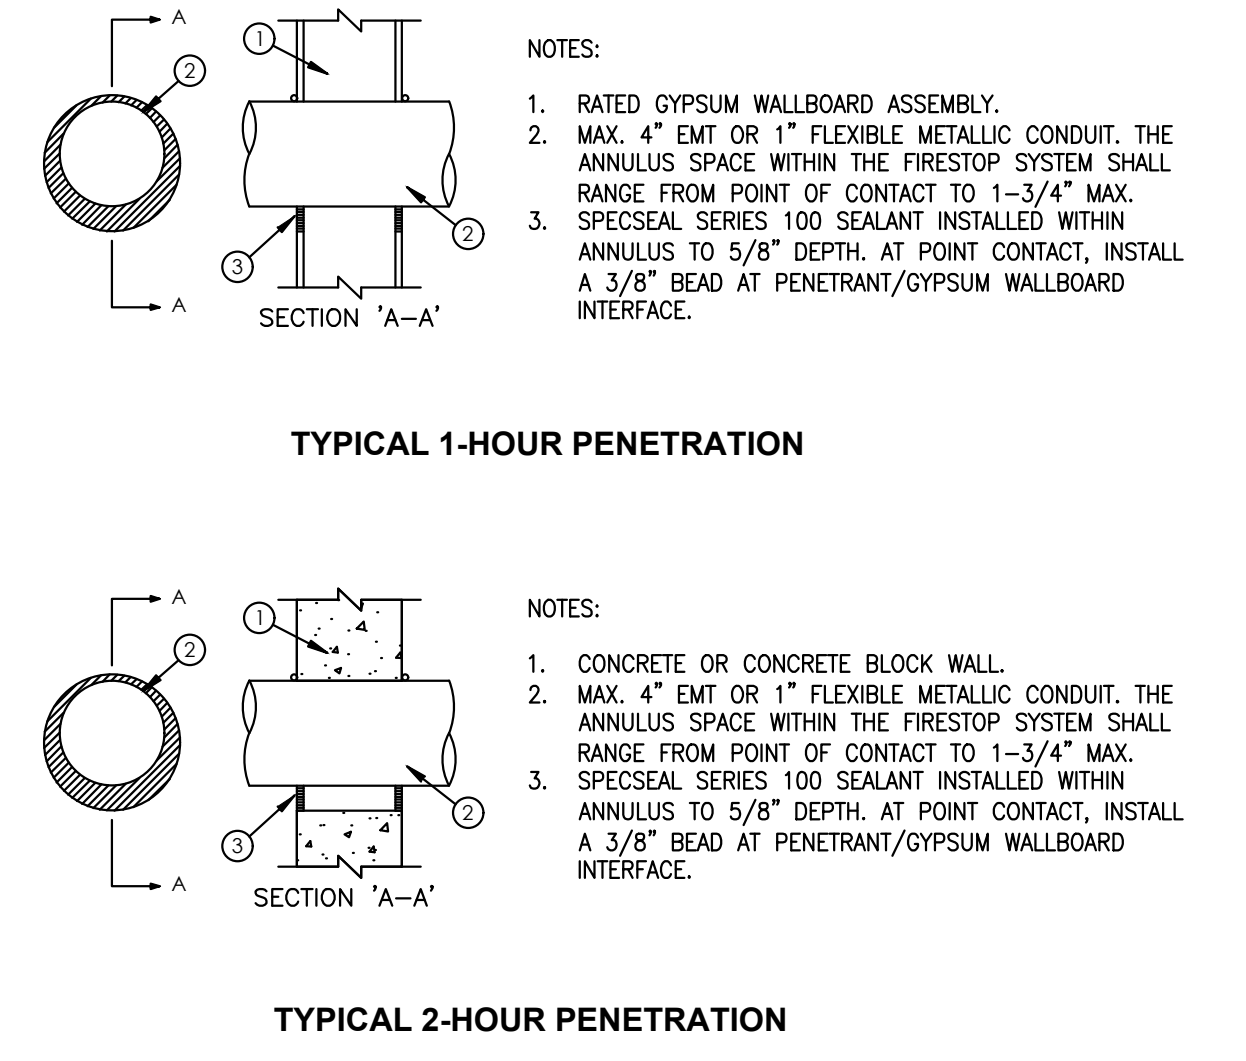 A
2
1
2
3
A
SECTION 'A–A'
NOTES:
1. RATED GYPSUM WALLBOARD ASSEMBLY.
2. MAX. 4” EMT OR 1” FLEXIBLE METALLIC CONDUIT. THE
ANNULUS SPACE WITHIN THE FIRESTOP SYSTEM SHALL
RANGE FROM POINT OF CONTACT TO 1–3/4” MAX.
3. SPECSEAL SERIES 100 SEALANT INSTALLED WITHIN
ANNULUS TO 5/8” DEPTH. AT POINT CONTACT, INSTALL
A 3/8” BEAD AT PENETRANT/GYPSUM WALLBOARD
INTERFACE.
TYPICAL 1-HOUR PENETRATION
A
2
1
2
3
A
SECTION 'A–A'
NOTES:
1. CONCRETE OR CONCRETE BLOCK WALL.
2. MAX. 4” EMT OR 1” FLEXIBLE METALLIC CONDUIT. THE
ANNULUS SPACE WITHIN THE FIRESTOP SYSTEM SHALL
RANGE FROM POINT OF CONTACT TO 1–3/4” MAX.
3. SPECSEAL SERIES 100 SEALANT INSTALLED WITHIN
ANNULUS TO 5/8” DEPTH. AT POINT CONTACT, INSTALL
A 3/8” BEAD AT PENETRANT/GYPSUM WALLBOARD
INTERFACE.
TYPICAL 2-HOUR PENETRATION